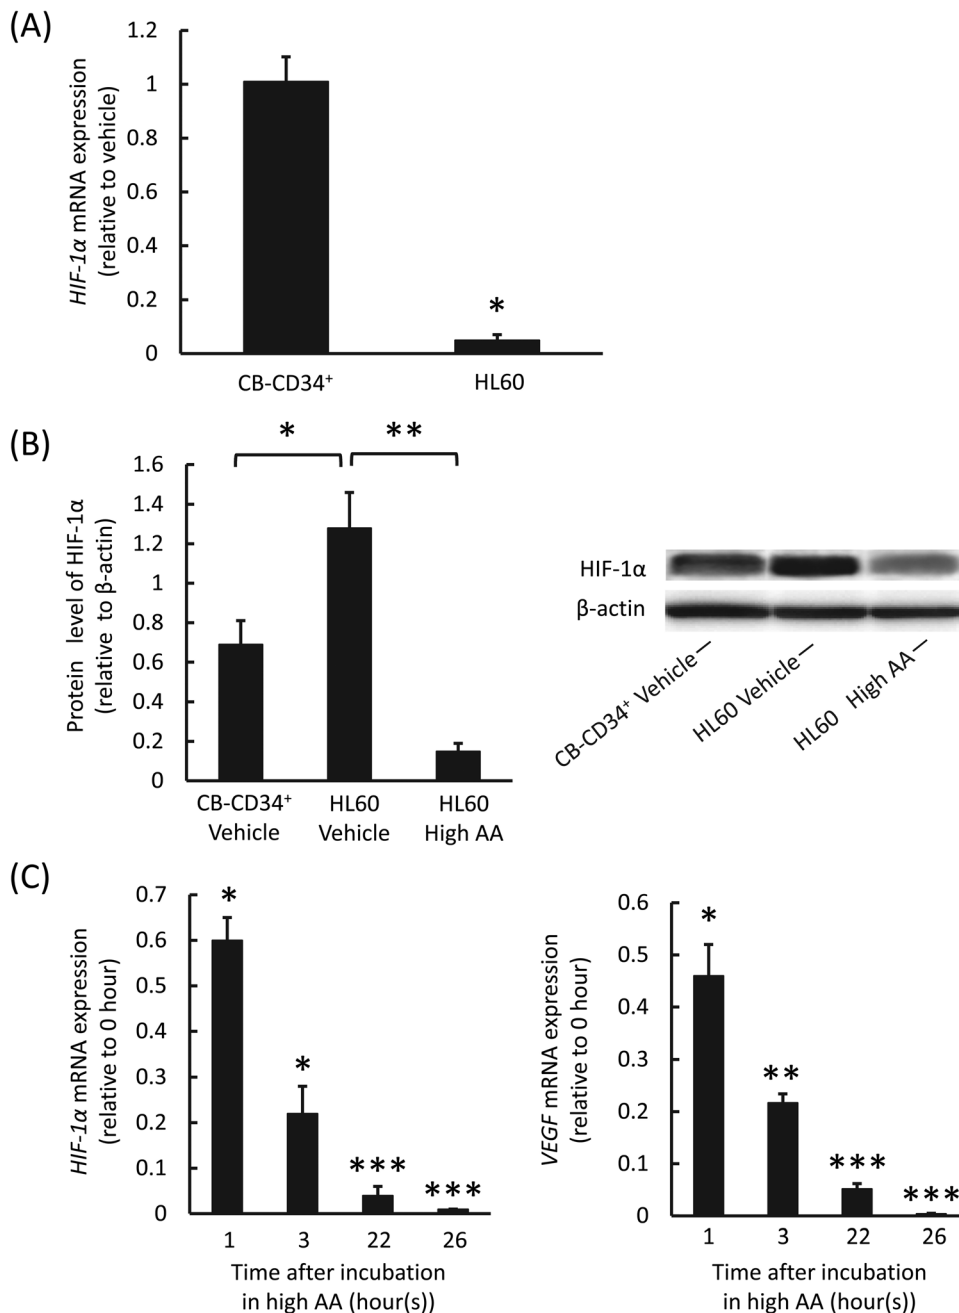 (A)
HIF-1α mRNA expression
(relative to vehicle)
1.2
1
0.8
0.6
0.4
0.2
0
*
CB-CD34⁺
HL60
(B)
Protein level of HIF-1α
(relative to β-actin)
1.6
1.4
1.2
1
0.8
0.6
0.4
0.2
0
*
**
CB-CD34⁺
Vehicle
HL60
Vehicle
HL60
High AA
HIF-1α
β-actin
CB-CD34⁺ Vehicle
HL60 Vehicle
HL60 High AA
(C)
HIF-1α mRNA expression
(relative to 0 hour)
0.7
0.6
0.5
0.4
0.3
0.2
0.1
0
*
*
***
***
1
3
22
26
Time after incubation
in high AA (hour(s))
VEGF mRNA expression
(relative to 0 hour)
0.6
0.5
0.4
0.3
0.2
0.1
0
*
**
***
***
1
3
22
26
Time after incubation
in high AA (hour(s))